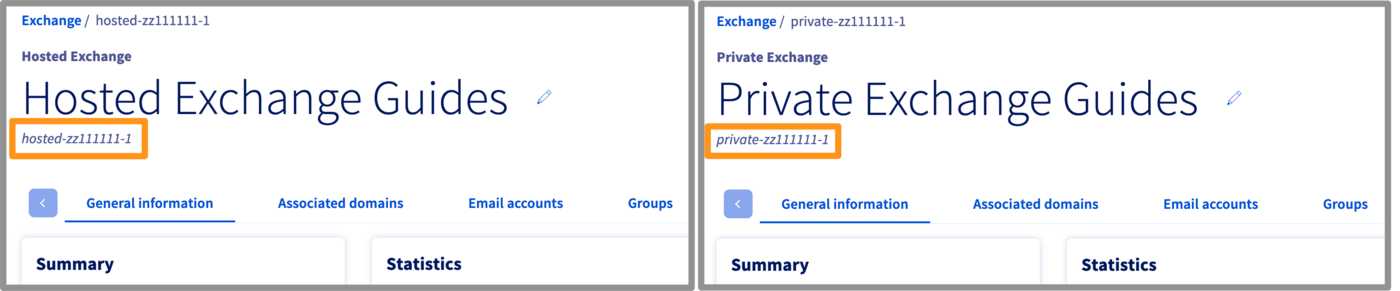 Exchange / hosted-zz111111-1
Hosted Exchange
Hosted Exchange Guides
hosted-zz111111-1
General information Associated domains Email accounts Groups
Summary Statistics
Exchange / private-zz111111-1
Private Exchange
Private Exchange Guides
private-zz111111-1
General information Associated domains Email accounts Groups
Summary Statistics